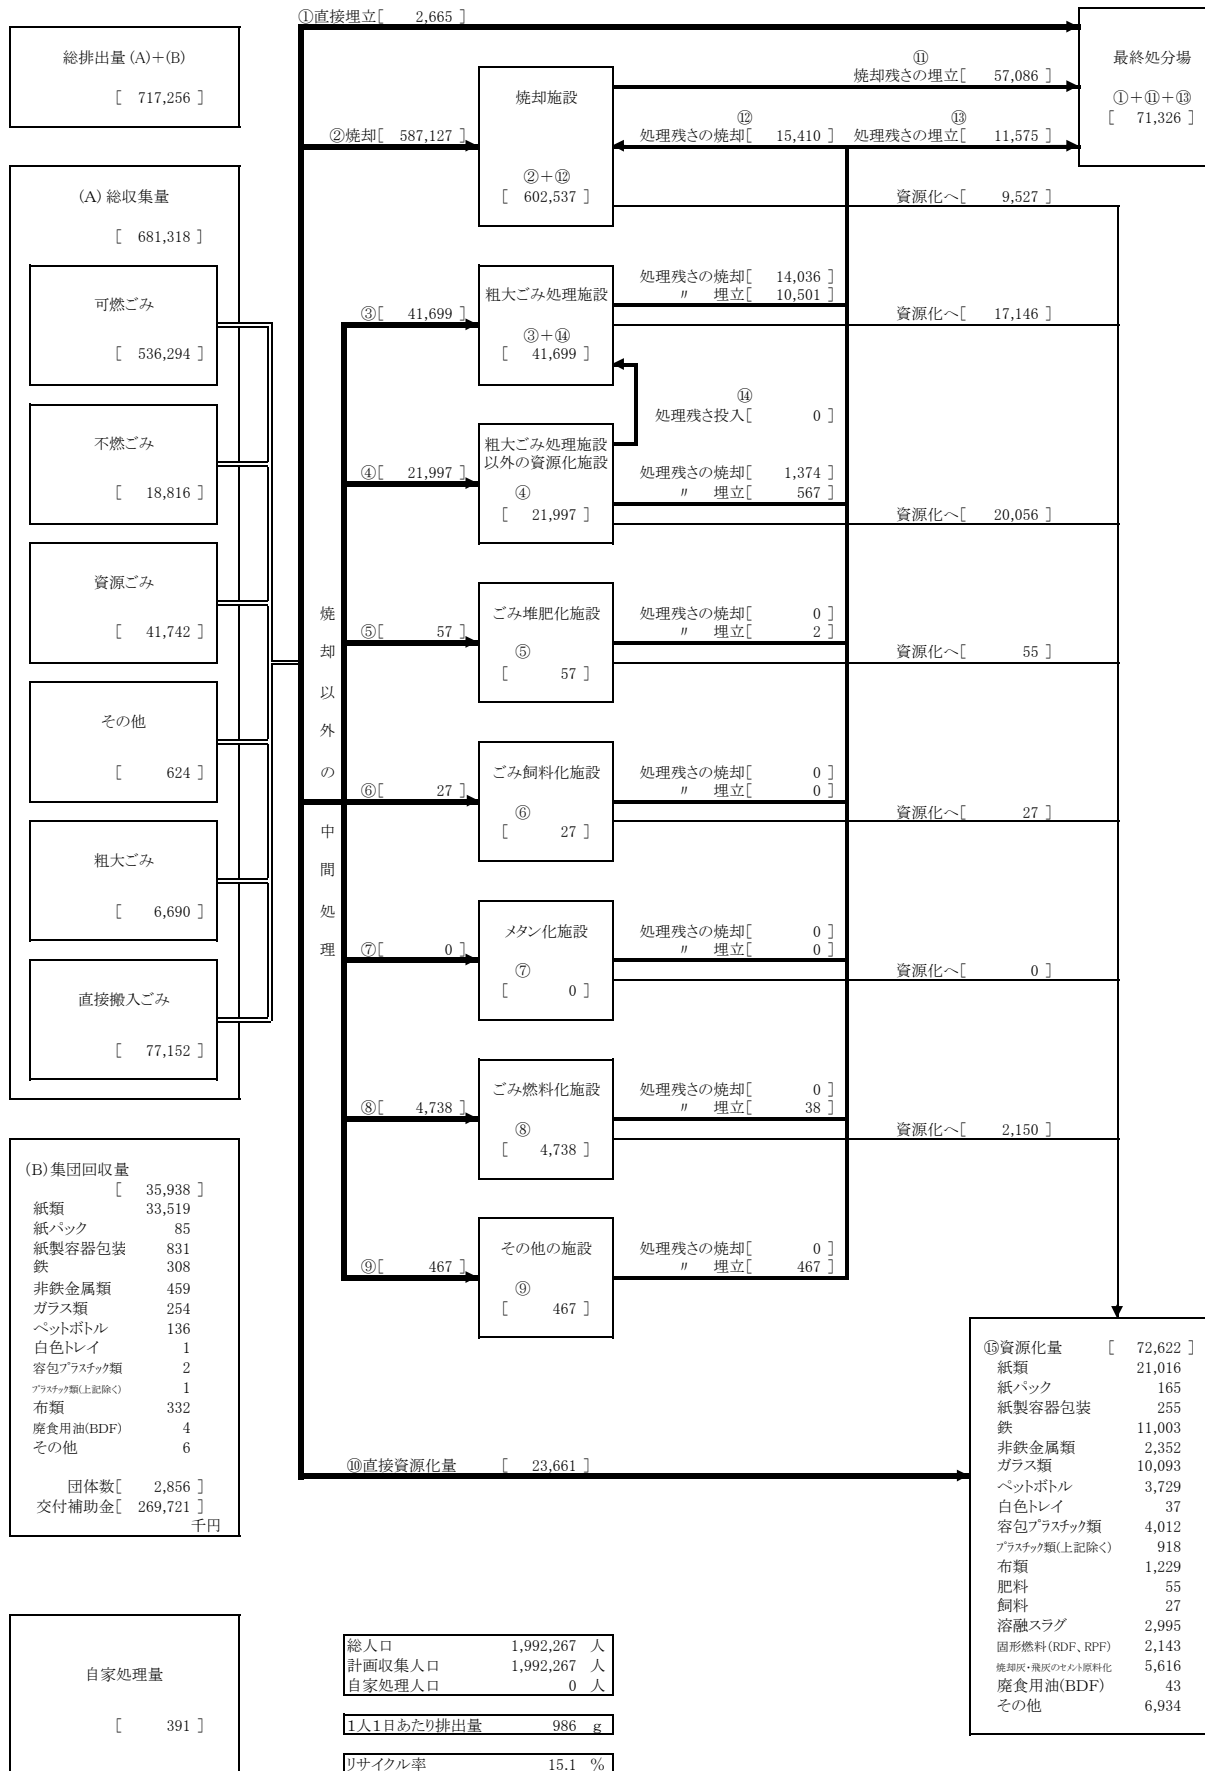 ①直接埋立[ 2,665 ]
総排出量 (A)+(B)
[ 717,256 ]
(A) 総収集量
[ 681,318 ]
可燃ごみ
[ 536,294 ]
不燃ごみ
[ 18,816 ]
資源ごみ
[ 41,742 ]
その他
[ 624 ]
粗大ごみ
[ 6,690 ]
直接搬入ごみ
[ 77,152 ]
(B)集団回収量
[ 35,938 ]
紙類 33,519
紙パック 85
紙製容器包装 831
鉄 308
非鉄金属類 459
ガラス類 254
ペットボトル 136
白色トレイ 1
容包プラスチック類 2
プラスチック類(上記除く) 1
布類 332
廃食用油(BDF) 4
その他 6
団体数[ 2,856 ]
交付補助金[ 269,721 ]
千円
自家処理量
[ 391 ]
②焼却[ 587,127 ]
焼却施設
②+⑫
[ 602,537 ]
⑪
焼却残さの埋立[ 57,086 ]
⑫
処理残さの焼却[ 15,410 ]
⑬
処理残さの埋立[ 11,575 ]
最終処分場
①+⑪+⑬
[ 71,326 ]
資源化へ[ 9,527 ]
焼却以外の中間処理
③[ 41,699 ]
粗大ごみ処理施設
③+⑭
[ 41,699 ]
処理残さの焼却[ 14,036 ]
〃 埋立[ 10,501 ]
資源化へ[ 17,146 ]
⑭
処理残さ投入[ 0 ]
④[ 21,997 ]
粗大ごみ処理施設
以外の資源化施設
④
[ 21,997 ]
処理残さの焼却[ 1,374 ]
〃 埋立[ 567 ]
資源化へ[ 20,056 ]
⑤[ 57 ]
ごみ堆肥化施設
⑤
[ 57 ]
処理残さの焼却[ 0 ]
〃 埋立[ 2 ]
資源化へ[ 55 ]
⑥[ 27 ]
ごみ飼料化施設
⑥
[ 27 ]
処理残さの焼却[ 0 ]
〃 埋立[ 0 ]
資源化へ[ 27 ]
⑦[ 0 ]
メタン化施設
⑦
[ 0 ]
処理残さの焼却[ 0 ]
〃 埋立[ 0 ]
資源化へ[ 0 ]
⑧[ 4,738 ]
ごみ燃料化施設
⑧
[ 4,738 ]
処理残さの焼却[ 0 ]
〃 埋立[ 38 ]
資源化へ[ 2,150 ]
⑨[ 467 ]
その他の施設
⑨
[ 467 ]
処理残さの焼却[ 0 ]
〃 埋立[ 467 ]
⑩直接資源化量 [ 23,661 ]
⑮資源化量 [ 72,622 ]
紙類 21,016
紙パック 165
紙製容器包装 255
鉄 11,003
非鉄金属類 2,352
ガラス類 10,093
ペットボトル 3,729
白色トレイ 37
容包プラスチック類 4,012
プラスチック類(上記除く) 918
布類 1,229
肥料 55
飼料 27
溶融スラグ 2,995
固形燃料(RDF、RPF) 2,143
焼却灰・飛灰のセメント原料化 5,616
廃食用油(BDF) 43
その他 6,934
総人口 1,992,267 人
計画収集人口 1,992,267 人
自家処理人口 0 人
1人1日あたり排出量 986 g
リサイクル率 15.1 %